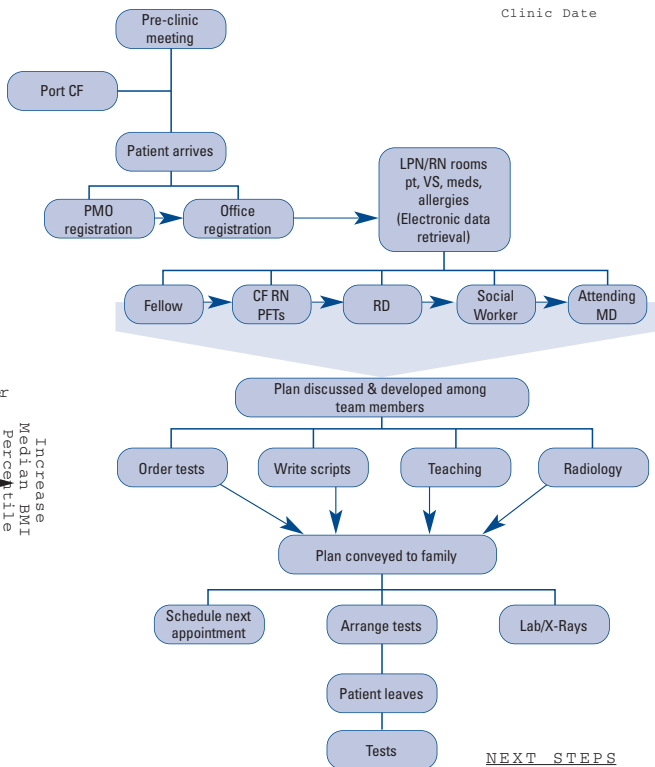 Clinic Date
Pre-clinic
meeting
Port CF
Patient arrives
PMO
registration
Office
registration
LPN/RN rooms
pt, VS, meds,
allergies
(Electronic data
retrieval)
Fellow
CF RN
PFTs
RD
Social
Worker
Attending
MD
Plan discussed & developed among
team members
Order tests
Write scripts
Teaching
Radiology
Increase
Median BMI
Percentile
Plan conveyed to family
Schedule next
appointment
Arrange tests
Lab/X-Rays
Patient leaves
Tests
NEXT STEPS